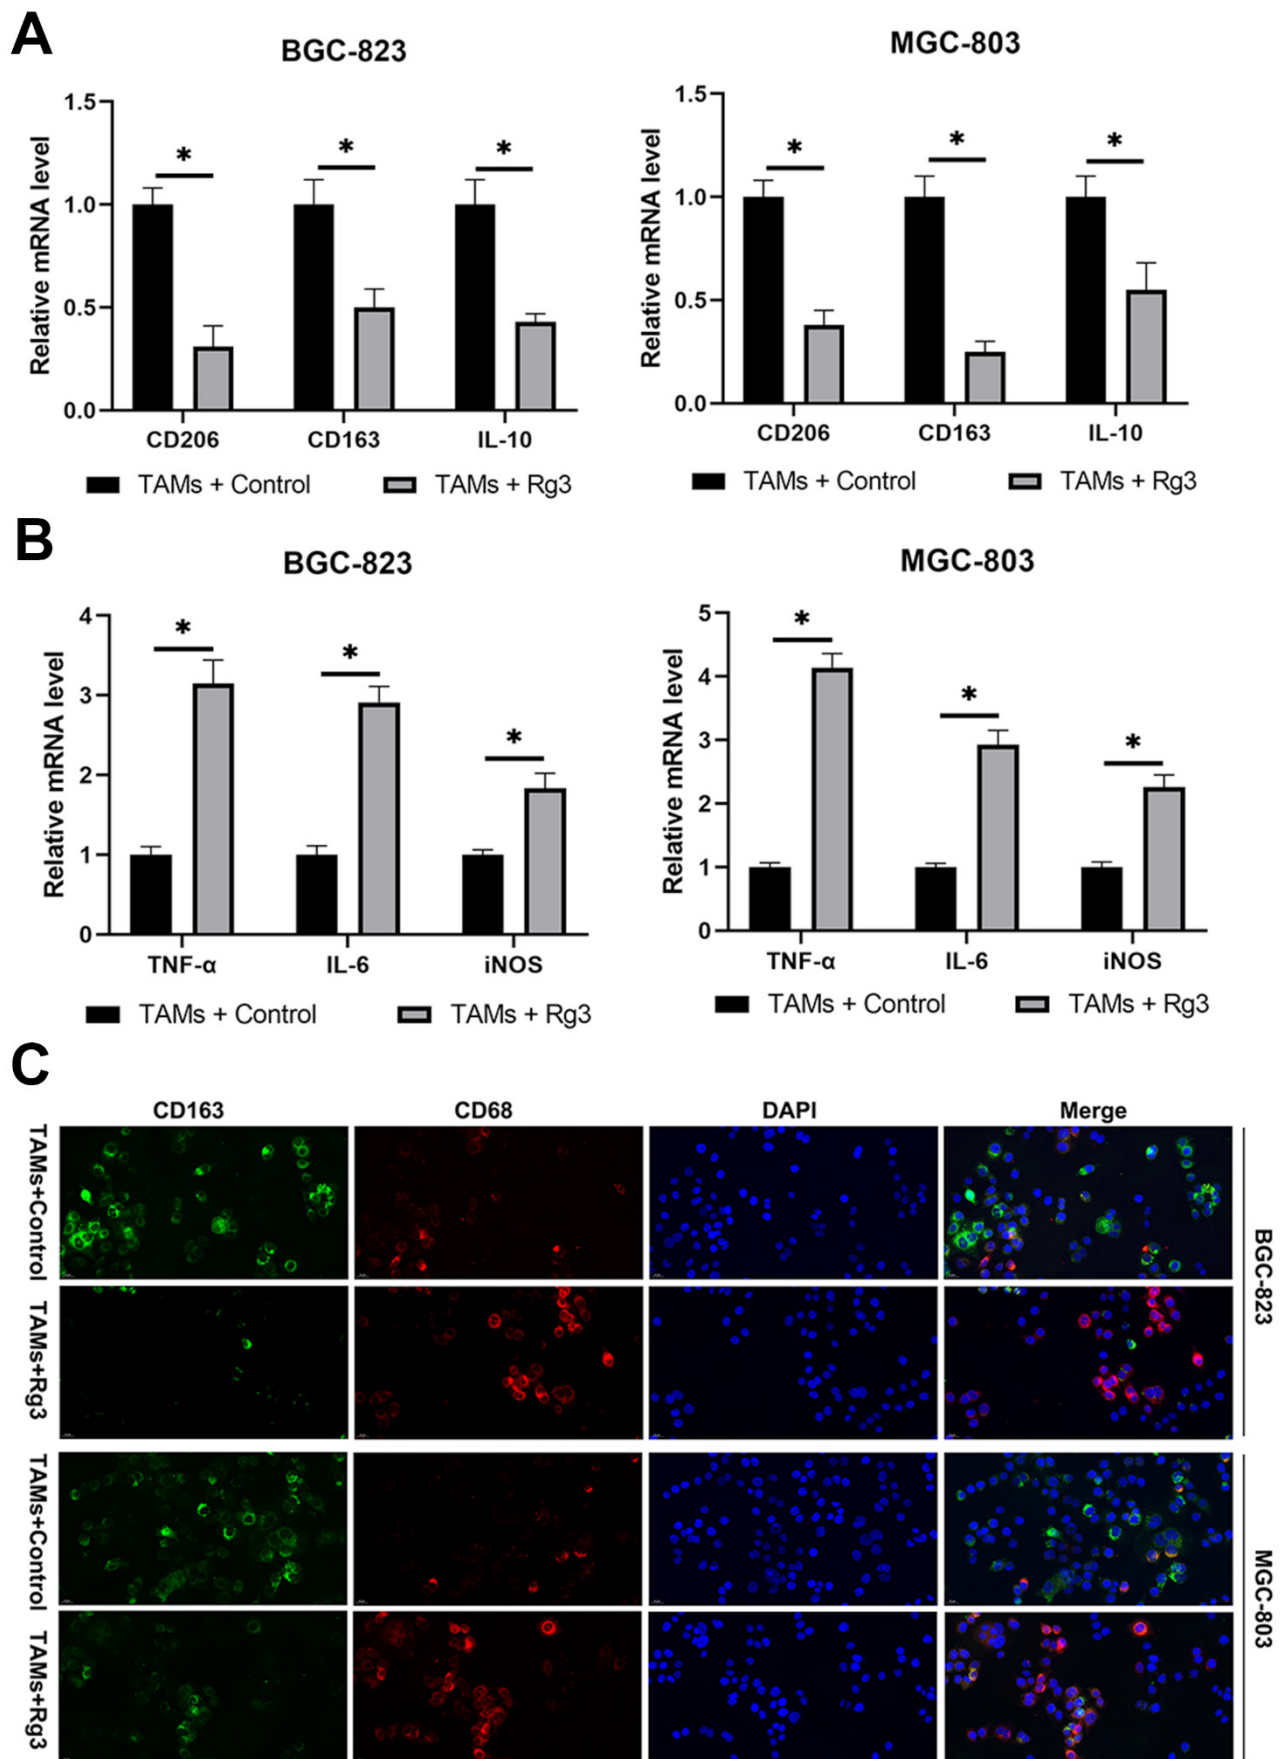 A
BGC-823
MGC-803
Relative mRNA level
1.5
1.0
0.5
0.0
* * *
CD206 CD163 IL-10
TAMs + Control TAMs + Rg3
Relative mRNA level
1.5
1.0
0.5
0.0
* * *
CD206 CD163 IL-10
TAMs + Control TAMs + Rg3
B
BGC-823
MGC-803
Relative mRNA level
4
3
2
1
0
* * *
TNF-α IL-6 iNOS
TAMs + Control TAMs + Rg3
Relative mRNA level
5
4
3
2
1
0
* * *
TNF-α IL-6 iNOS
TAMs + Control TAMs + Rg3
C
CD163 CD68 DAPI Merge
TAMs+Control
TAMs+Rg3
BGC-823
TAMs+Control
TAMs+Rg3
MGC-803